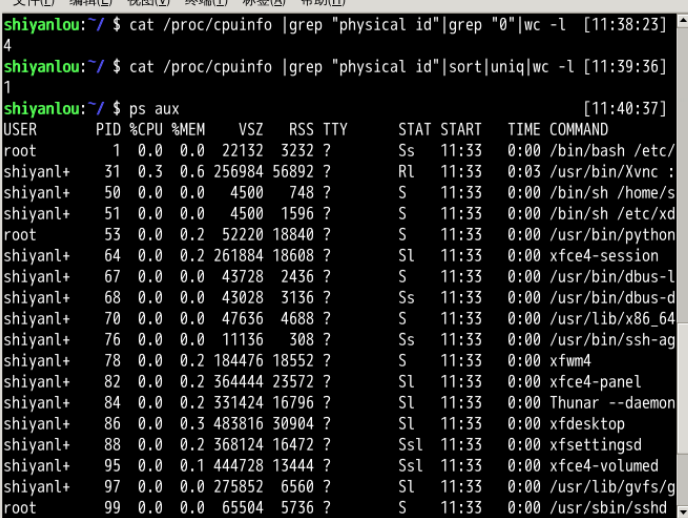 文件(F) 编辑(E) 视图(V) 终端(T) 标签(A) 帮助(H)
shiyanlou:~/ $ cat /proc/cpuinfo |grep "physical id"|grep "0"|wc -l [11:38:23]
4
shiyanlou:~/ $ cat /proc/cpuinfo |grep "physical id"|sort|uniq|wc -l [11:39:36]
1
shiyanlou:~/ $ ps aux [11:40:37]
USER PID %CPU %MEM VSZ RSS TTY STAT START TIME COMMAND
root 1 0.0 0.0 22132 3232 ? Ss 11:33 0:00 /bin/bash /etc/
shiyanl+ 31 0.3 0.6 256984 56892 ? Rl 11:33 0:03 /usr/bin/Xvnc :
shiyanl+ 50 0.0 0.0 4500 748 ? S 11:33 0:00 /bin/sh /home/s
shiyanl+ 51 0.0 0.0 4500 1596 ? S 11:33 0:00 /bin/sh /etc/xd
root 53 0.0 0.2 52220 18840 ? S 11:33 0:00 /usr/bin/python
shiyanl+ 64 0.0 0.2 261884 18608 ? Sl 11:33 0:00 xfce4-session
shiyanl+ 67 0.0 0.0 43728 2436 ? S 11:33 0:00 /usr/bin/dbus-l
shiyanl+ 68 0.0 0.0 43028 3136 ? Ss 11:33 0:00 /usr/bin/dbus-d
shiyanl+ 70 0.0 0.0 47636 4688 ? S 11:33 0:00 /usr/lib/x86_64
shiyanl+ 76 0.0 0.0 11136 308 ? Ss 11:33 0:00 /usr/bin/ssh-ag
shiyanl+ 78 0.0 0.2 184476 18552 ? S 11:33 0:00 xfwm4
shiyanl+ 82 0.0 0.2 364444 23572 ? Sl 11:33 0:00 xfce4-panel
shiyanl+ 84 0.0 0.2 331424 16796 ? Sl 11:33 0:00 Thunar --daemon
shiyanl+ 86 0.0 0.3 483816 30904 ? Sl 11:33 0:00 xfdesktop
shiyanl+ 88 0.0 0.2 368124 16472 ? Ssl 11:33 0:00 xfsettingsd
shiyanl+ 95 0.0 0.1 444728 13444 ? Ssl 11:33 0:00 xfce4-volumed
shiyanl+ 97 0.0 0.0 275852 6560 ? Sl 11:33 0:00 /usr/lib/gvfs/g
root 99 0.0 0.0 65504 5736 ? S 11:33 0:00 /usr/sbin/sshd